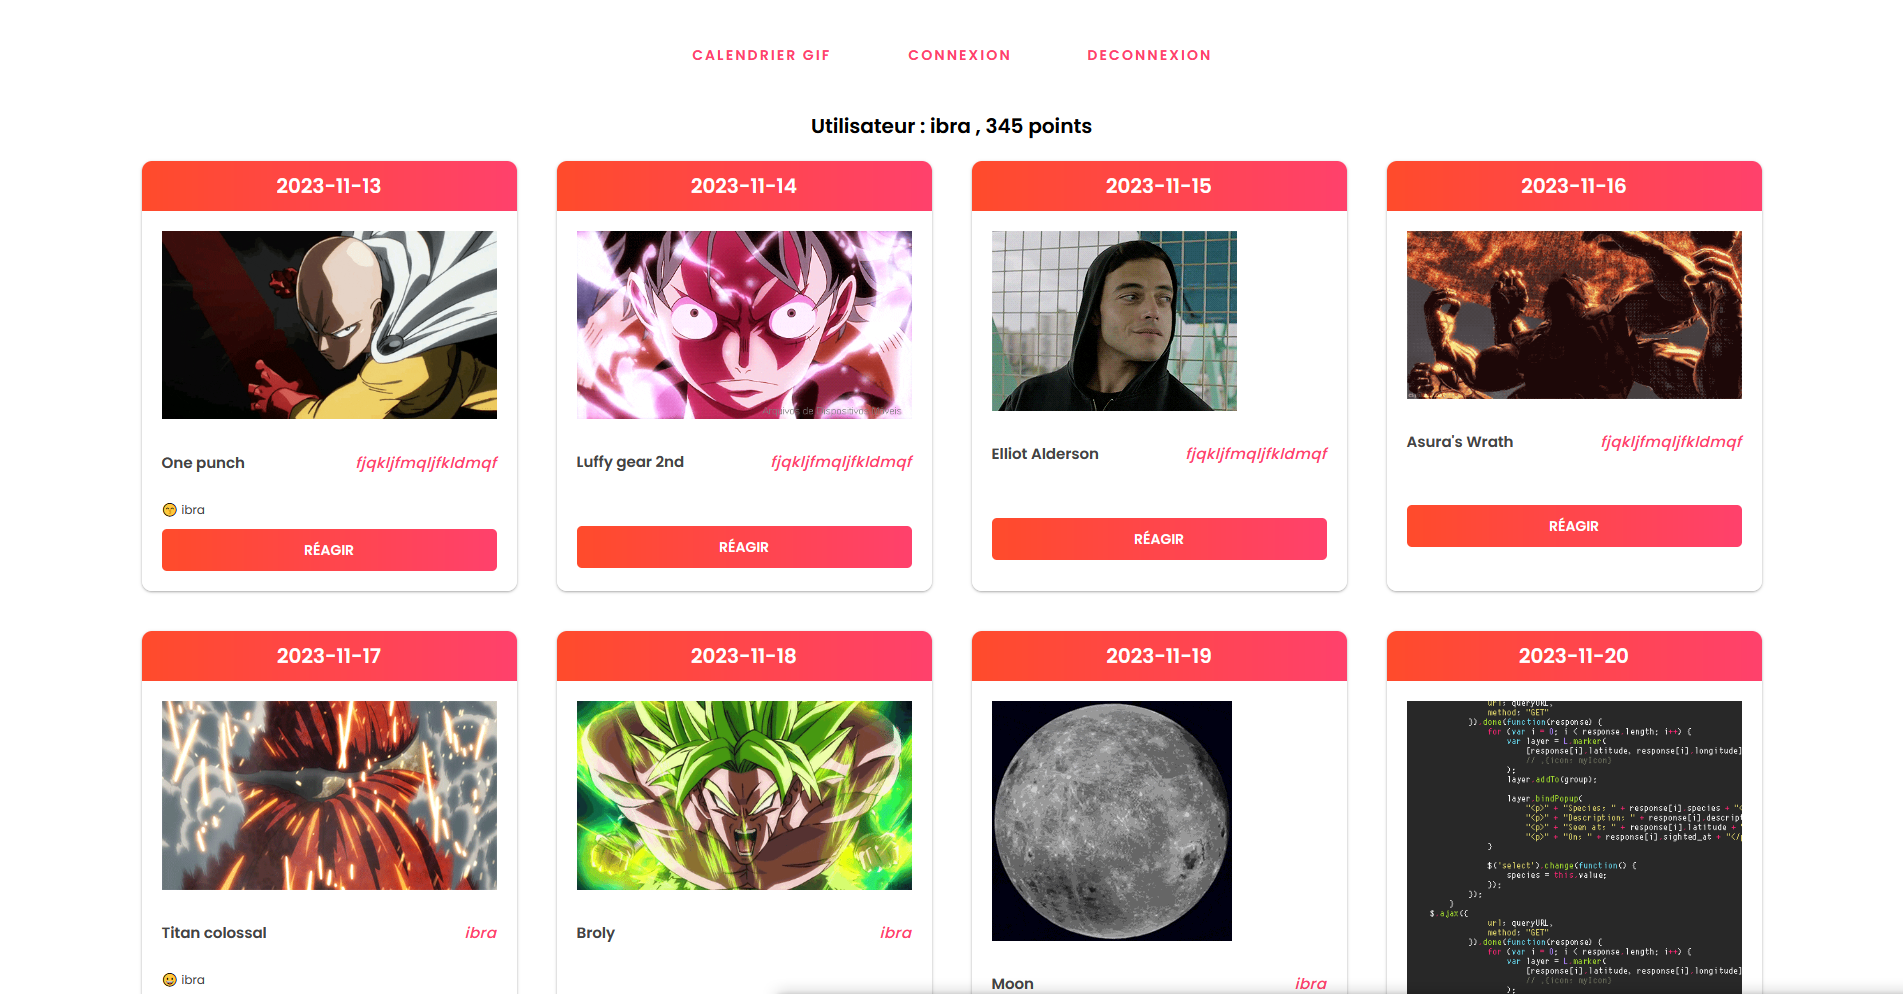 CALENDRIER GIF
CONNEXION
DECONNEXION
Utilisateur : ibra , 345 points
2023-11-13
One punch
fjqkljfmqljfkldmqf
ibra
RÉAGIR
2023-11-14
Arquivos de Dispositivos Móveis
Luffy gear 2nd
fjqkljfmqljfkldmqf
RÉAGIR
2023-11-15
Elliot Alderson
fjqkljfmqljfkldmqf
RÉAGIR
2023-11-16
Asura's Wrath
fjqkljfmqljfkldmqf
RÉAGIR
2023-11-17
Titan colossal
ibra
ibra
2023-11-18
Broly
ibra
2023-11-19
Moon
ibra
2023-11-20
url: queryURL,
method: "GET"
}).done(function(response) {
for (var i = 0; i < response.length; i++) {
var layer = L.marker(
[response[i].latitude, response[i].longitude]
// ,{icon: myIcon}
);
layer.addTo(group);
layer.bindPopup(
"<p>" + "Species: " + response[i].species + "<
"<p>" + "Description: " + response[i].descript
"<p>" + "Seen at: " + response[i].latitude + "
"<p>" + "On: " + response[i].sighted_at + "</p
)
$('select').change(function() {
species = this.value;
});
});
}
$.ajax({
url: queryURL,
method: "GET"
}).done(function(response) {
for (var i = 0; i < response.length; i++) {
var layer = L.marker(
[response[i].latitude, response[i].longitude]
// ,{icon: myIcon}
);